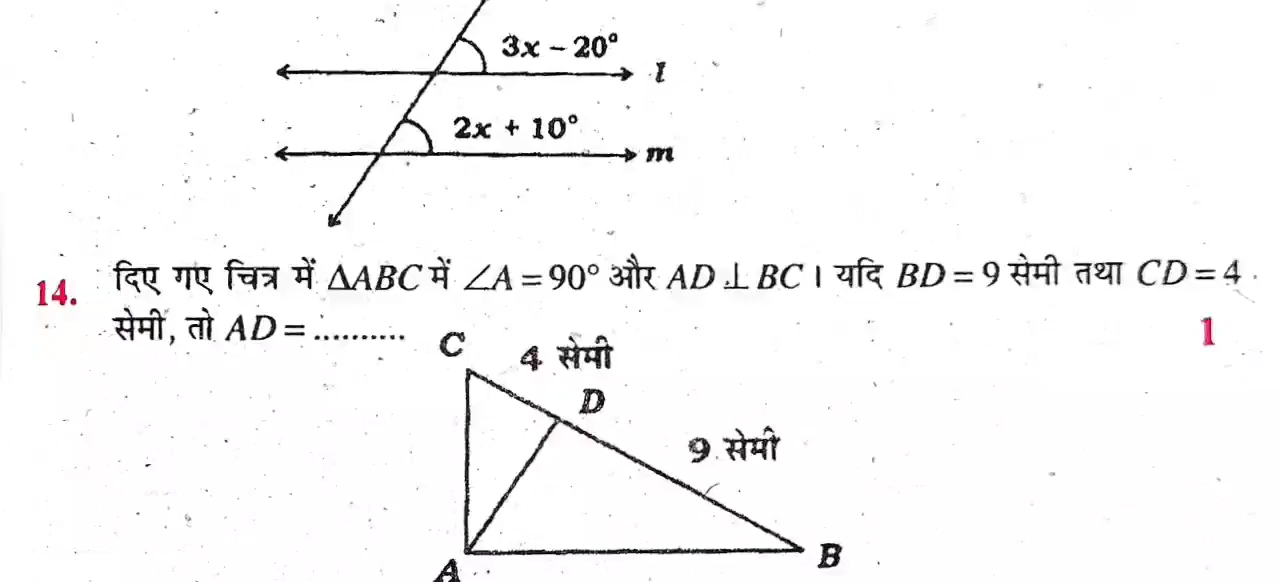 3x – 20°
l
2x + 10°
m
14. दिए गए चित्र में ΔABC में ∠A = 90° और AD ⊥ BC । यदि BD = 9 सेमी तथा CD = 4
सेमी, तो AD = .......... 1
C
4 सेमी
D
9 सेमी
A
B